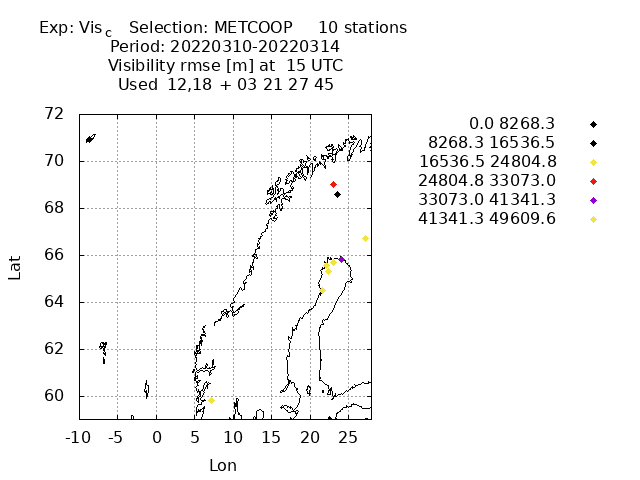 Exp: Vis c   Selection: METCOOP     10 stations
Period: 20220310-20220314
Visibility rmse [m] at  15 UTC
Used  12,18 + 03 21 27 45
0.0 8268.3
8268.3 16536.5
16536.5 24804.8
24804.8 33073.0
33073.0 41341.3
41341.3 49609.6
72
70
68
66
64
62
60
Lat
-10 -5 0 5 10 15 20 25
Lon